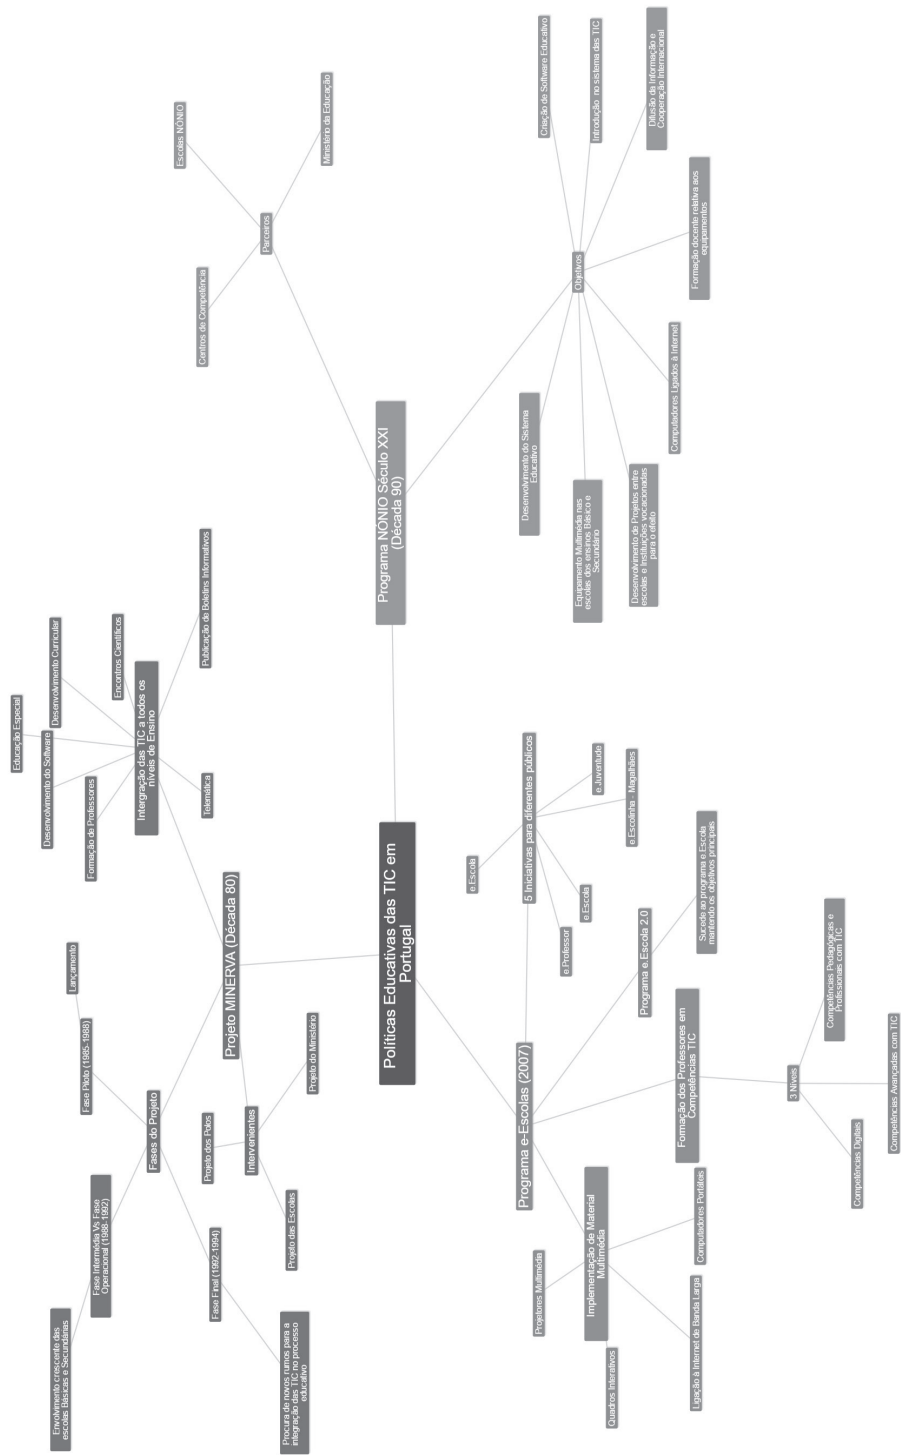 Políticas Educativas das TIC em
Portugal
Projeto MINERVA (Década 80)
Fases do Projeto
Fase Piloto (1985-1988)
Lançamento
Fase Intermédia Vs Fase
Operacional (1988-1992)
Envolvimento crescente das
escolas Básicas e Secundárias
Fase Final (1992-1994)
Procura de novos rumos para a
integração das TIC no processo
educativo
Intervenientes
Projeto dos Polos
Projeto do Ministério
Projeto das Escolas
Intergração das TIC a todos os
níveis de Ensino
Educação Especial
Desenvolvimento do Software
Desenvolvimento Curricular
Formação de Professores
Encontros Científicos
Telemática
Publicação de Boletins Informativos
Programa NÓNIO Século XXI
(Década 90)
Parceiros
Escolas NÓNIO
Centros de Competência
Ministério da Educação
Objetivos
Criação de Software Educativo
Introdução no sistema das TIC
Difusão da Informação e
Cooperação Internacional
Formação docente relativa aos
equipamentos
Computadores Ligados à Internet
Desenvolvimento de Projetos entre
escolas e Instituições vocacionadas
para o efeito
Equipamento Multimédia nas
escolas dos ensinos Básico e
Secundário
Desenvolvimento do Sistema
Educativo
Programa e-Escolas (2007)
5 Iniciativas para diferentes públicos
e.Escola
e.Professor
e.Escola
e.Juventude
e.Escolinha - Magalhães
Programa e.Escola 2.0
Sucede ao programa e.Escola
mantendo os objetivos principais
Formação dos Professores em
Competências TIC
3 Níveis
Competências Digitais
Competências Pedagógicas e
Profissionais com TIC
Competências Avançadas com TIC
Implementação de Material
Multimédia
Projetores Multimédia
Quadros Interativos
Ligação à Internet de Banda Larga
Computadores Portáteis